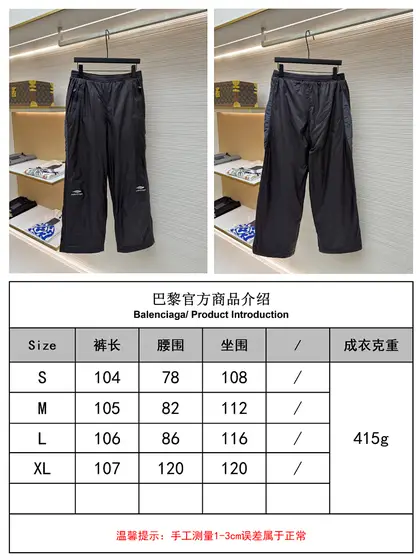 巴黎官方商品介绍
Balenciaga/ Product Introduction
Size 裤长 腰围 坐围 / 成衣克重
S 104 78 108 /
M 105 82 112 /
L 106 86 116 /
XL 107 120 120 /
415g
温馨提示：手工测量1-3cm误差属于正常